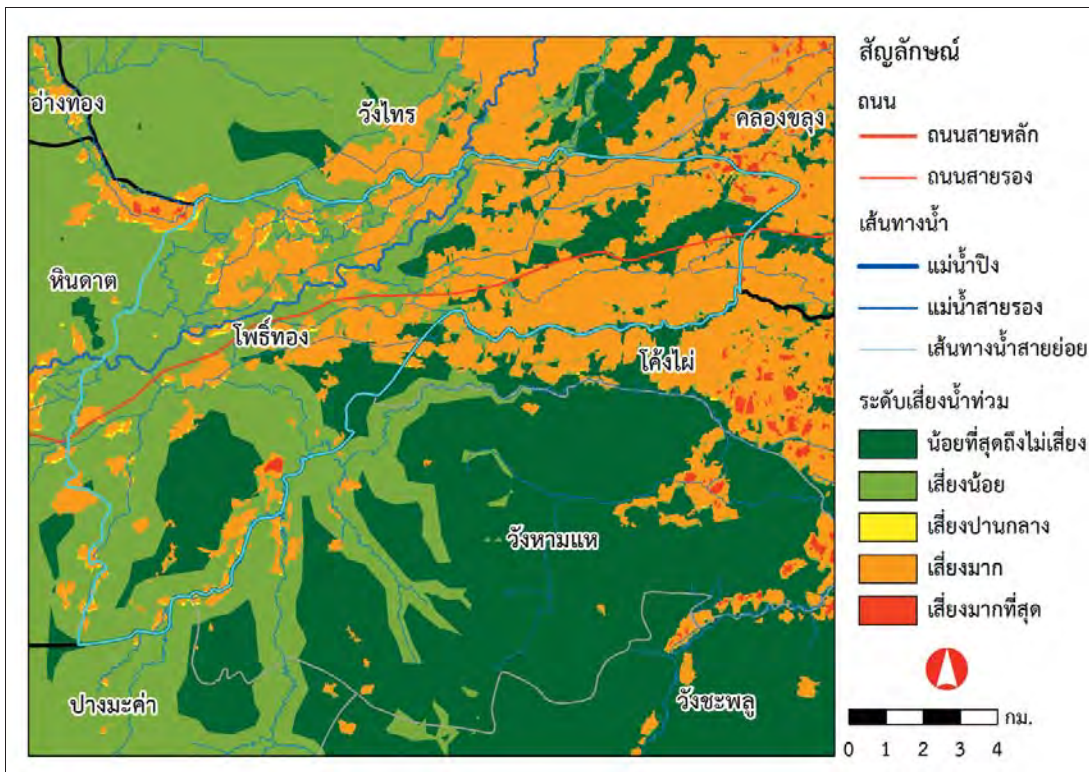 อ่างทอง
วังไทร
คลองขลุง
หินดาต
โพธิ์ทอง
โค้งไผ่
วังหามแห
ปางมะค่า
วังชะพลู
สัญลักษณ์
ถนน
ถนนสายหลัก
ถนนสายรอง
เส้นทางน้ำ
แม่น้ำปิง
แม่น้ำสายรอง
เส้นทางน้ำสายย่อย
ระดับเสี่ยงน้ำท่วม
น้อยที่สุดถึงไม่เสี่ยง
เสี่ยงน้อย
เสี่ยงปานกลาง
เสี่ยงมาก
เสี่ยงมากที่สุด
กม.
0 1 2 3 4